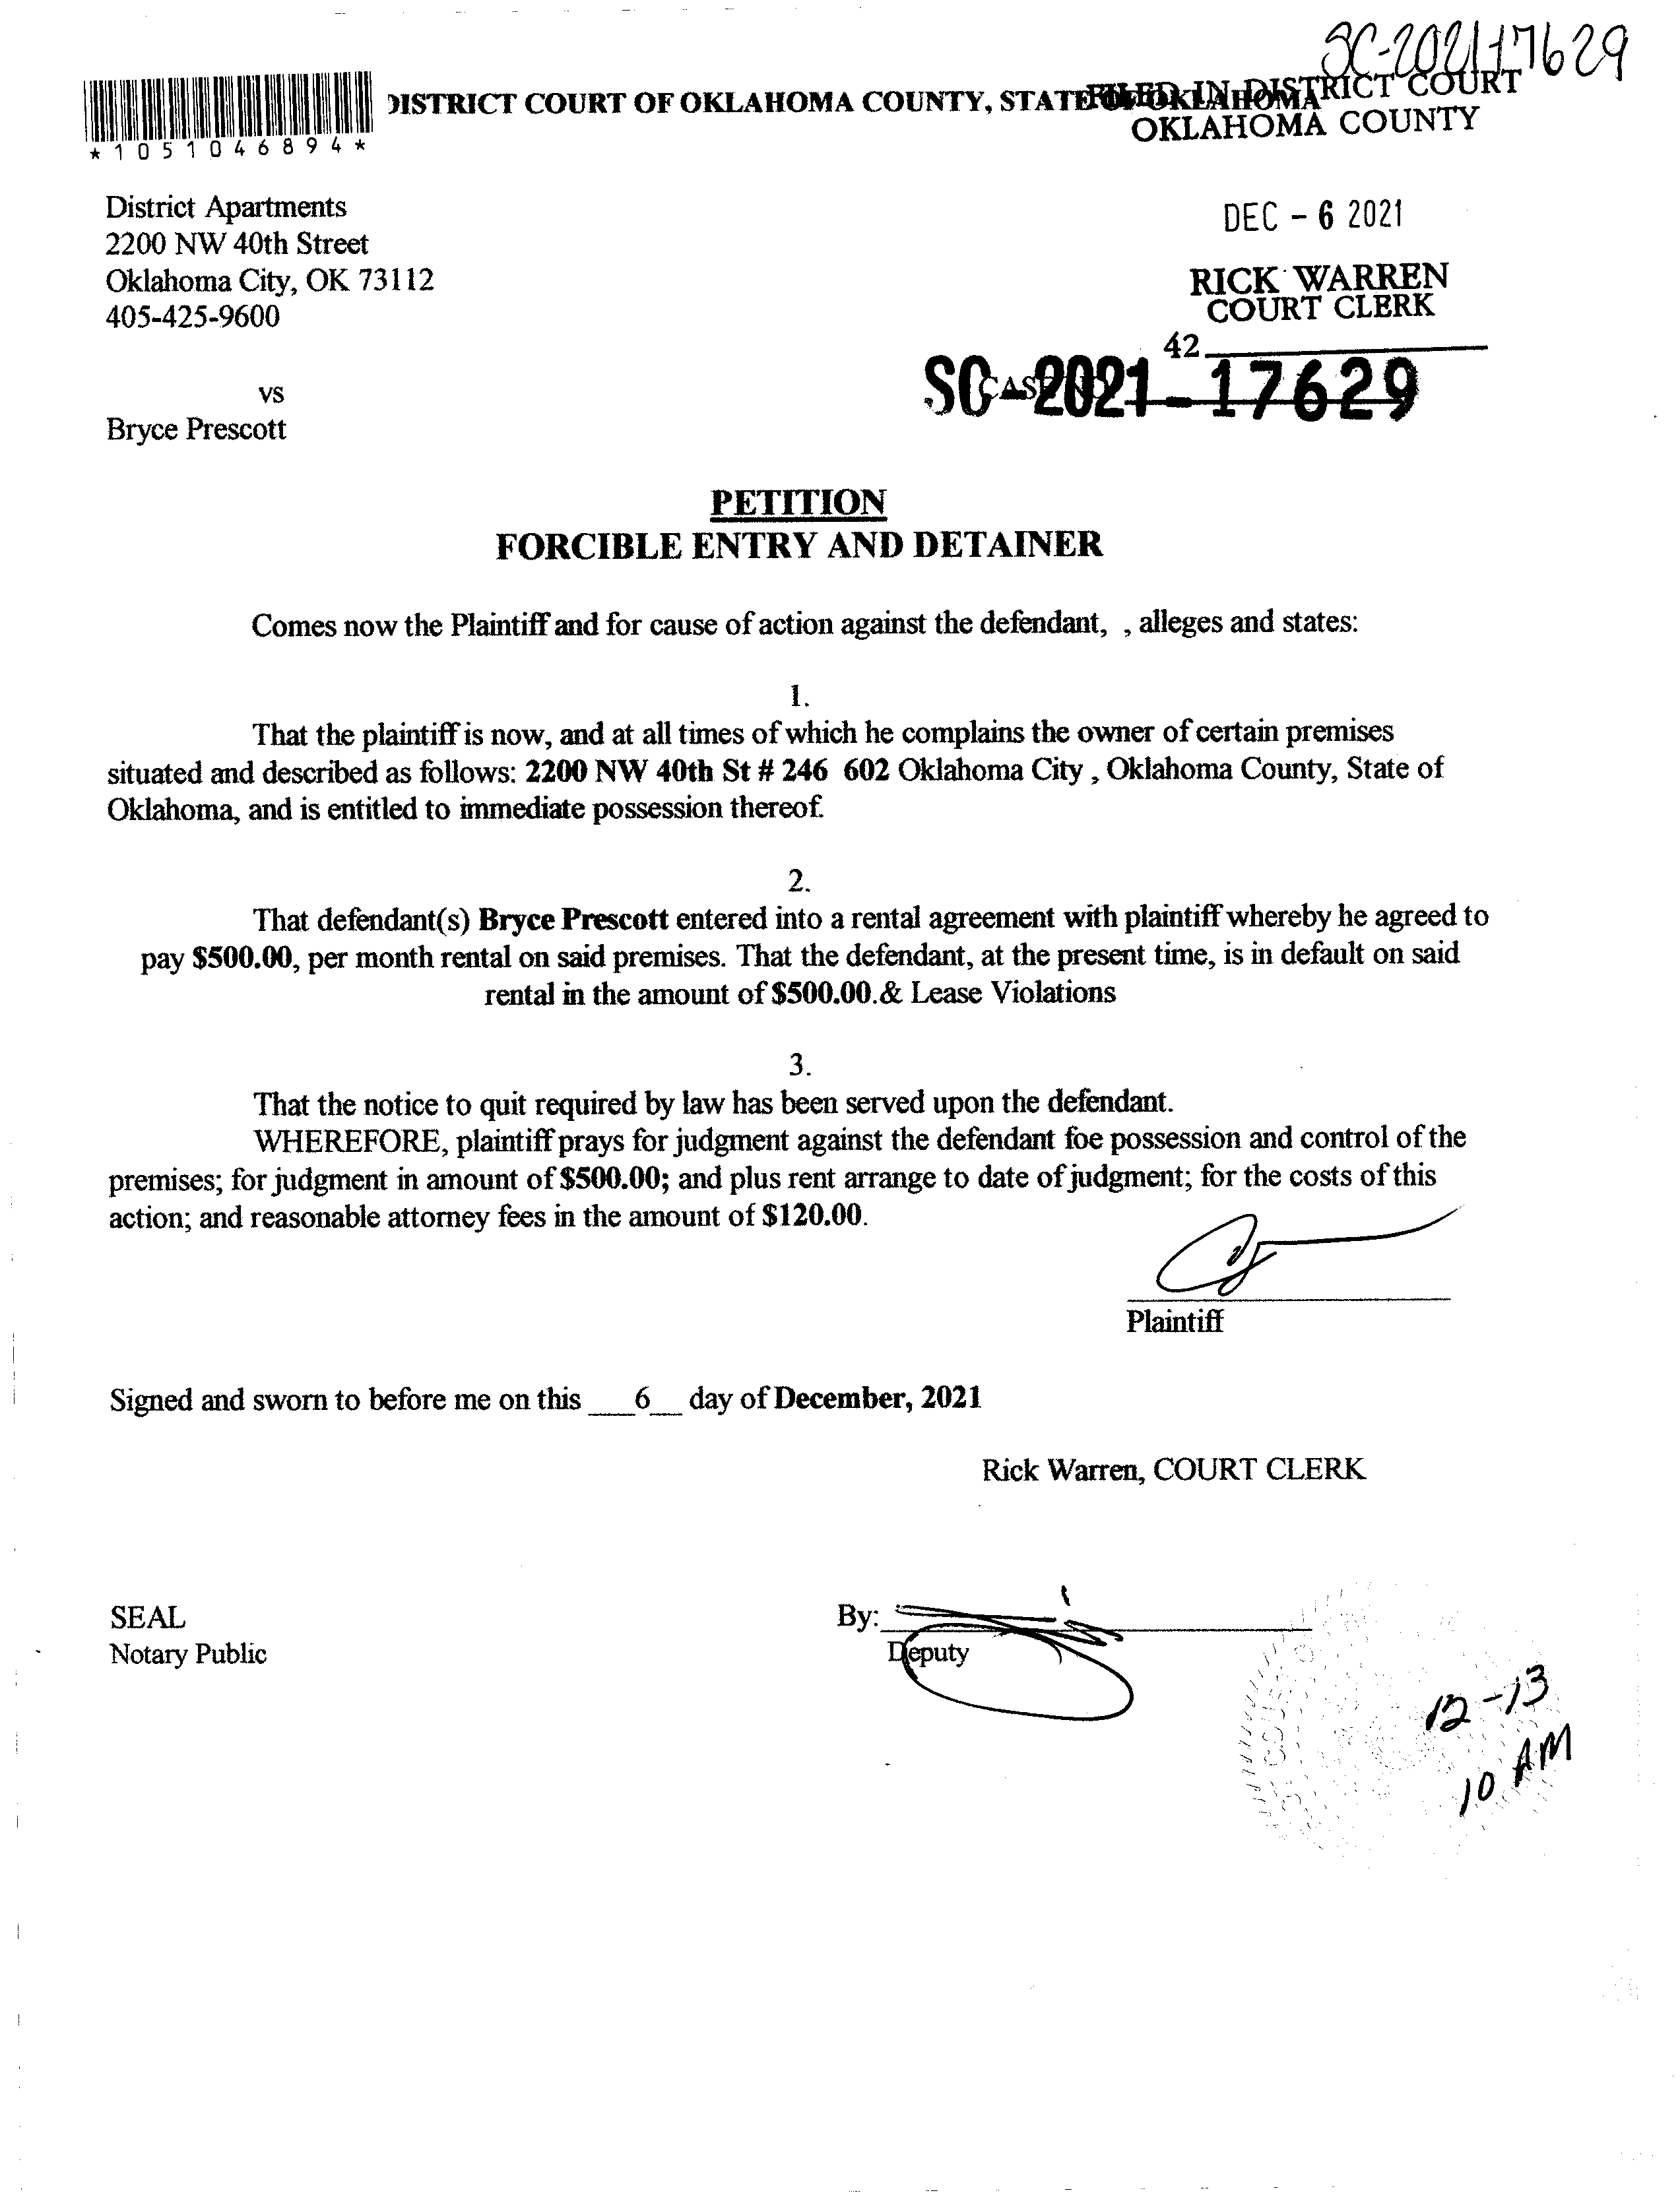 SC-2021-17629
DISTRICT COURT OF OKLAHOMA COUNTY, STATE OF OKLAHOMA
FILED IN DISTRICT COURT
OKLAHOMA COUNTY
*1051046894*
District Apartments
2200 NW 40th Street
Oklahoma City, OK 73112
405-425-9600
DEC - 6 2021
RICK WARREN
COURT CLERK
42
SC-2021-17629
vs
Bryce Prescott
PETITION
FORCIBLE ENTRY AND DETAINER
Comes now the Plaintiff and for cause of action against the defendant, , alleges and states:
1.
That the plaintiff is now, and at all times of which he complains the owner of certain premises
situated and described as follows: 2200 NW 40th St # 246 602 Oklahoma City , Oklahoma County, State of
Oklahoma, and is entitled to immediate possession thereof.
2.
That defendant(s) Bryce Prescott entered into a rental agreement with plaintiff whereby he agreed to
pay $500.00, per month rental on said premises. That the defendant, at the present time, is in default on said
rental in the amount of $500.00.& Lease Violations
3.
That the notice to quit required by law has been served upon the defendant.
WHEREFORE, plaintiff prays for judgment against the defendant foe possession and control of the
premises; for judgment in amount of $500.00; and plus rent arrange to date of judgment; for the costs of this
action; and reasonable attorney fees in the amount of $120.00.
Plaintiff
Signed and sworn to before me on this ___6__ day of December, 2021
Rick Warren, COURT CLERK
SEAL
By:
Notary Public
Deputy
12-13
10 AM